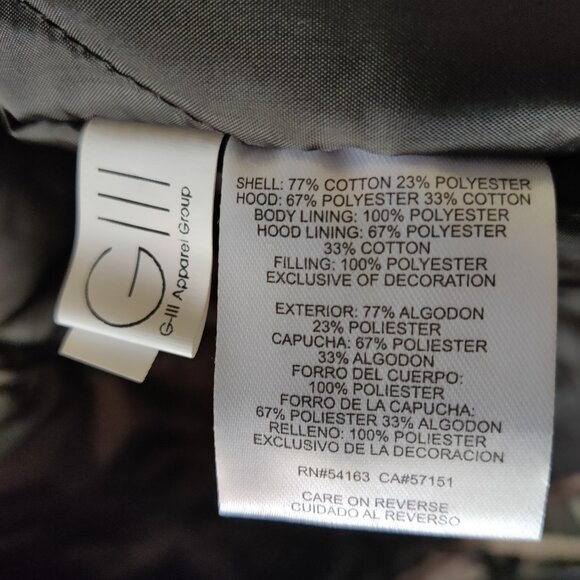 GIII
G-III Apparel Group
SHELL: 77% COTTON 23% POLYESTER
HOOD: 67% POLYESTER 33% COTTON
BODY LINING: 100% POLYESTER
HOOD LINING: 67% POLYESTER
33% COTTON
FILLING: 100% POLYESTER
EXCLUSIVE OF DECORATION
EXTERIOR: 77% ALGODON
23% POLIESTER
CAPUCHA: 67% POLIESTER
33% ALGODON
FORRO DEL CUERPO:
100% POLIESTER
FORRO DE LA CAPUCHA:
67% POLIESTER 33% ALGODON
RELLENO: 100% POLIESTER
EXCLUSIVO DE LA DECORACION
RN#54163 CA#57151
CARE ON REVERSE
CUIDADO AL REVERSO